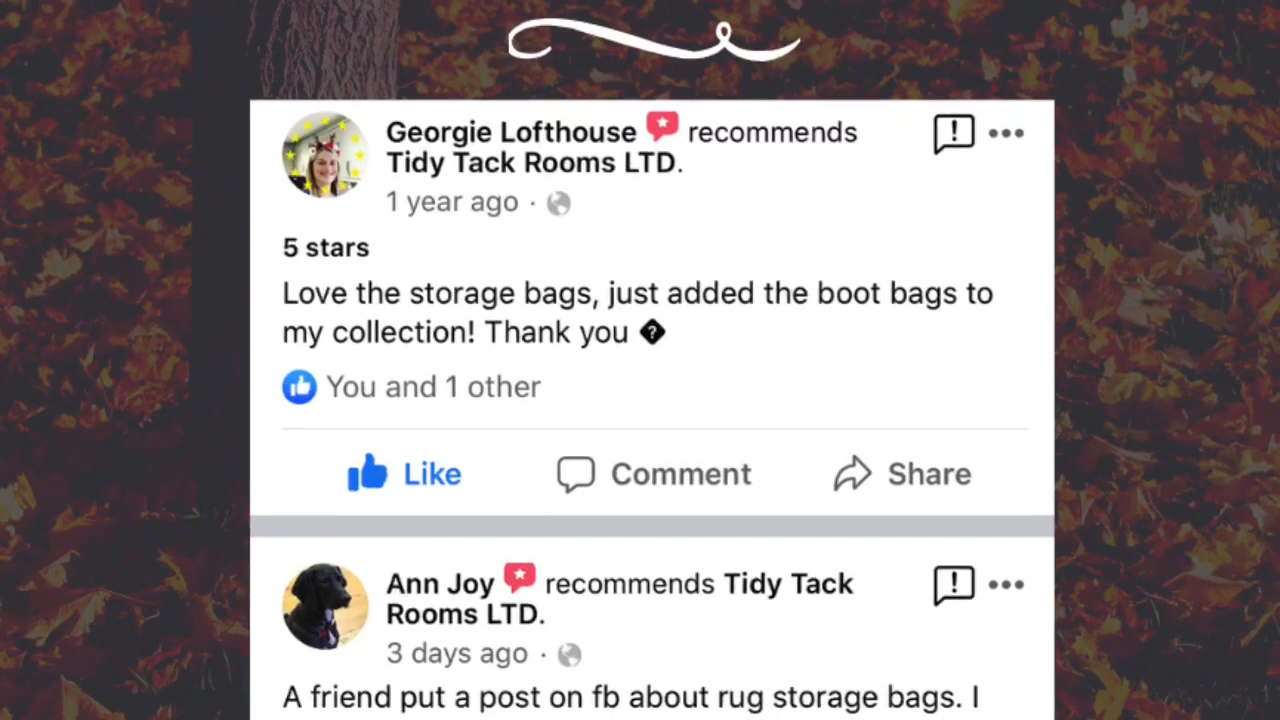 Georgie Lofthouse recommends
Tidy Tack Rooms LTD.
1 year ago ·
5 stars
Love the storage bags, just added the boot bags to
my collection! Thank you �
You and 1 other
Like Comment Share
Ann Joy recommends Tidy Tack
Rooms LTD.
3 days ago ·
A friend put a post on fb about rug storage bags. I